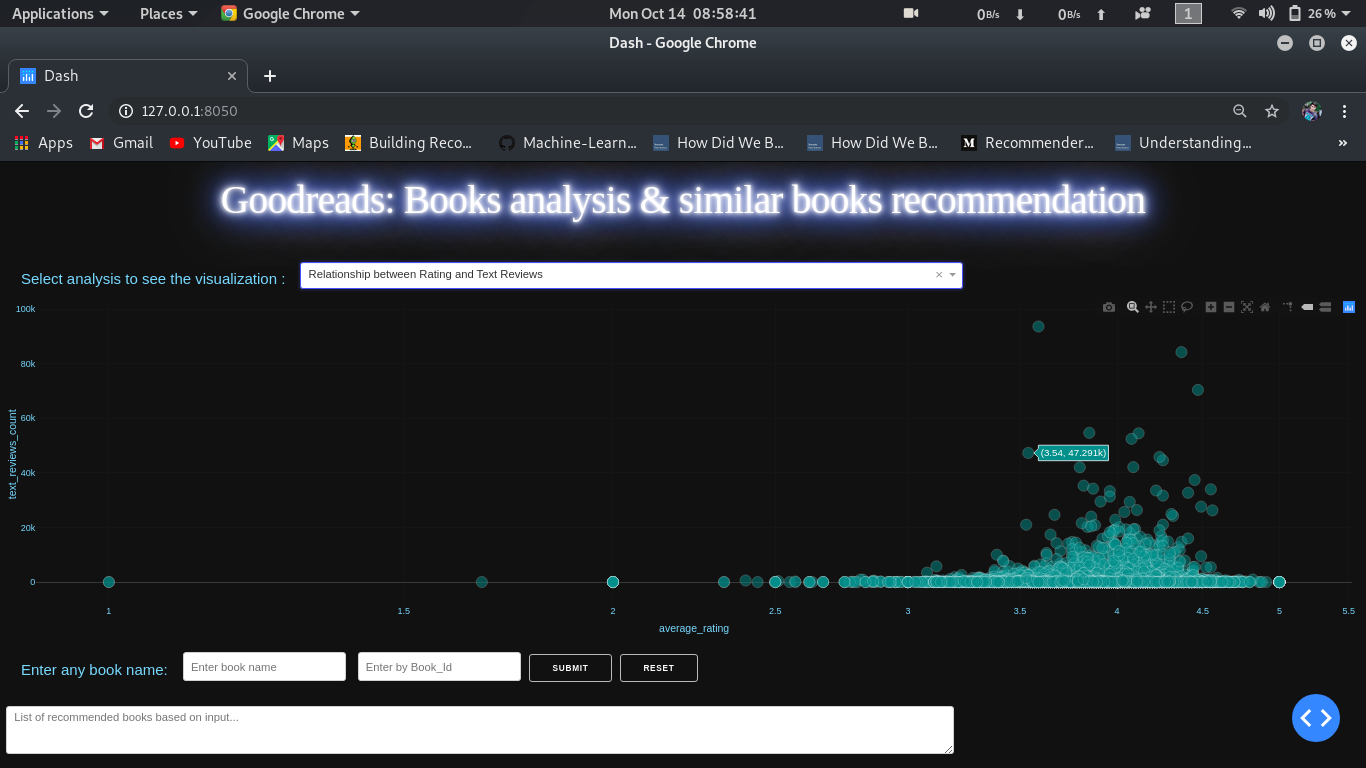 Applications Places Google Chrome Mon Oct 14 08:58:41 0B/s 0B/s 1 26 %
Dash - Google Chrome
Dash
127.0.0.1:8050
Apps Gmail YouTube Maps Building Reco... Machine-Learn... How Did We B... How Did We B... Recommender... Understanding... »
Goodreads: Books analysis & similar books recommendation
Select analysis to see the visualization : Relationship between Rating and Text Reviews
100k
80k
60k
40k
20k
0
text_reviews_count
(3.54, 47.291k)
1 1.5 2 2.5 3 3.5 4 4.5 5 5.5
average_rating
Enter any book name: Enter book name Enter by Book_Id SUBMIT RESET
List of recommended books based on input...